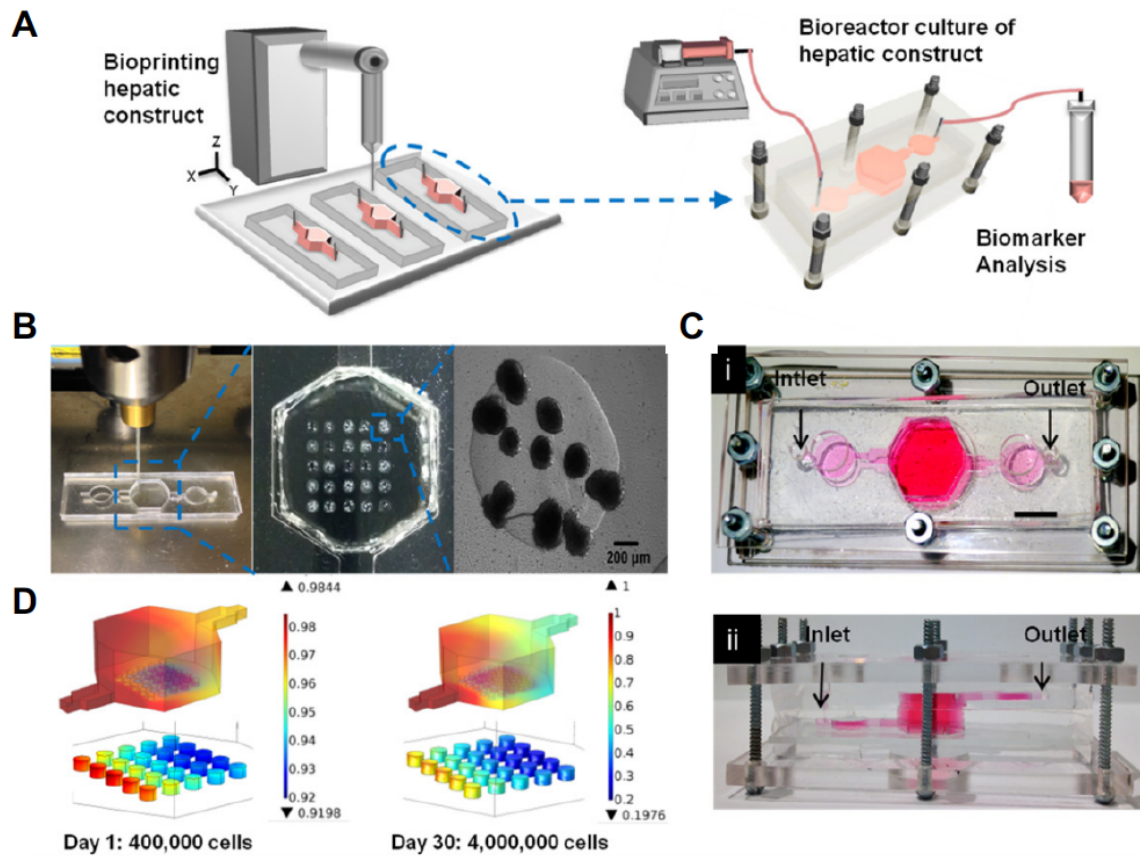 A
Bioprinting
hepatic
construct
Z
X
Y
Bioreactor culture of
hepatic construct
Biomarker
Analysis
B
200 µm
C
i
Intlet
Outlet
ii
Inlet
Outlet
D
▲ 0.9844
0.98
0.97
0.96
0.95
0.94
0.93
0.92
▼ 0.9198
Day 1: 400,000 cells
▲ 1
1
0.9
0.8
0.7
0.6
0.5
0.4
0.3
0.2
▼ 0.1976
Day 30: 4,000,000 cells